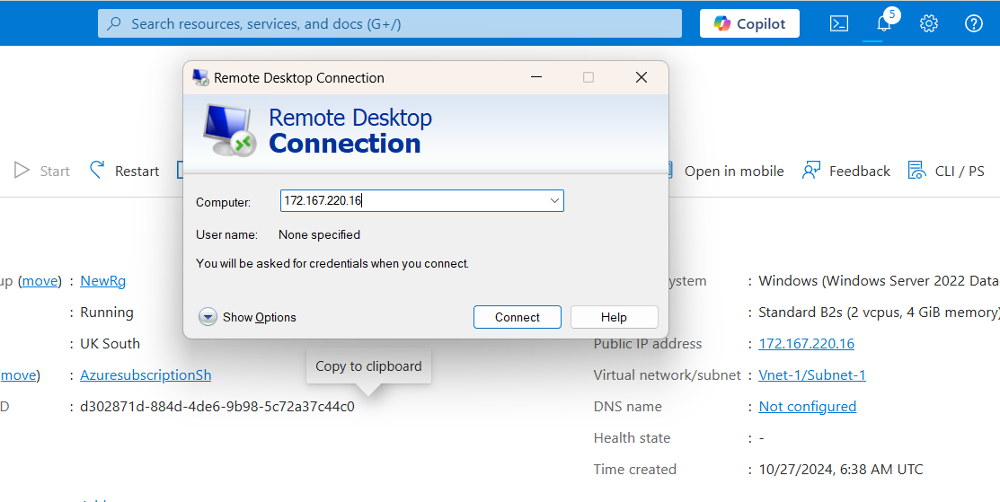 Search resources, services, and docs (G+/)
Copilot
5
Remote Desktop Connection
Remote Desktop
Connection
Start
Restart
Open in mobile
Feedback
CLI / PS
Computer:
172.167.220.16
User name:
None specified
You will be asked for credentials when you connect.
Show Options
Connect
Help
up (move) : NewRg
: Running
: UK South
move) : AzuresubscriptionSh
D : d302871d-884d-4de6-9b98-5c72a37c44c0
Copy to clipboard
ystem : Windows (Windows Server 2022 Data
: Standard B2s (2 vcpus, 4 GiB memory)
Public IP address : 172.167.220.16
Virtual network/subnet : Vnet-1/Subnet-1
DNS name : Not configured
Health state : -
Time created : 10/27/2024, 6:38 AM UTC